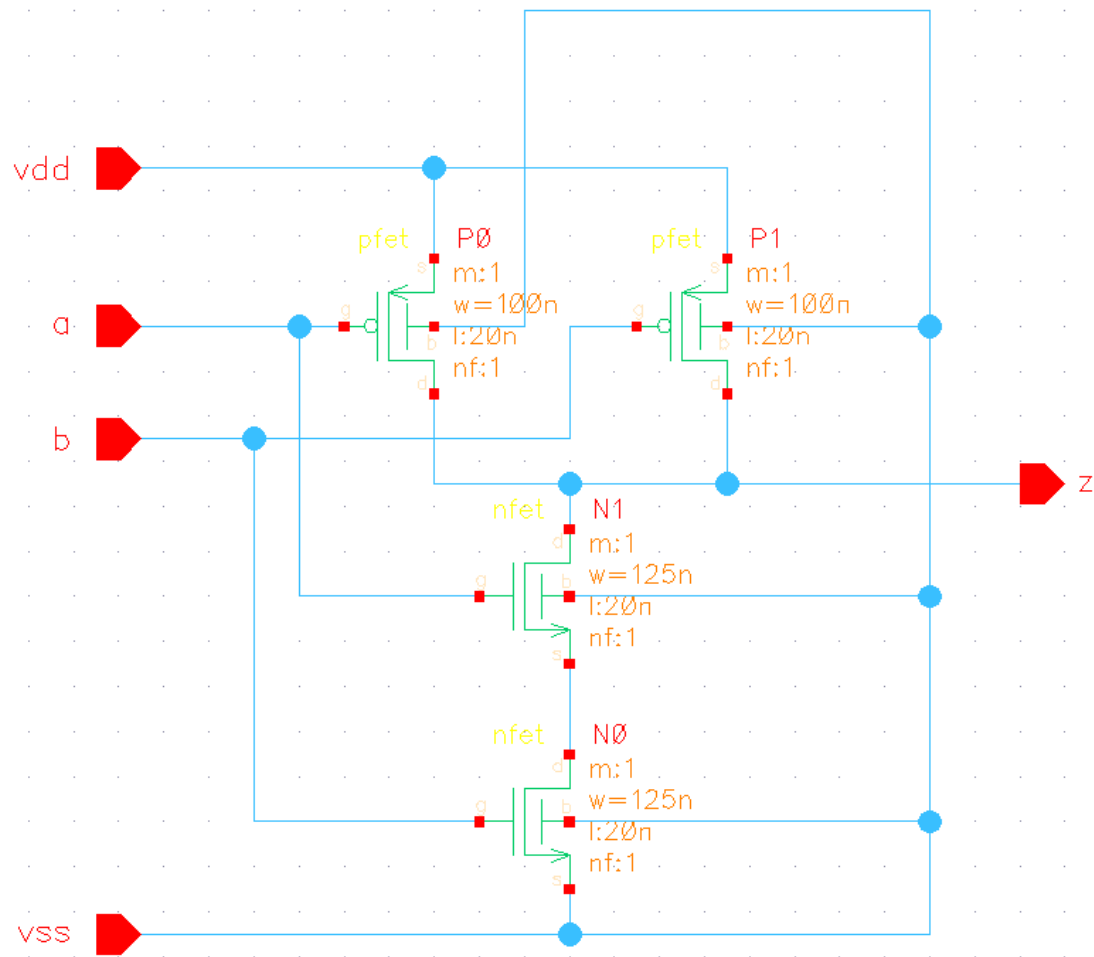 vdd
pfet P0
s
m:1
w=100n
g
l:20n
b
nf:1
d
pfet P1
s
m:1
w=100n
g
l:20n
b
nf:1
d
a
b
z
nfet N1
d
m:1
w=125n
g
b
l:20n
nf:1
s
nfet N0
d
m:1
w=125n
g
b
l:20n
nf:1
s
vss